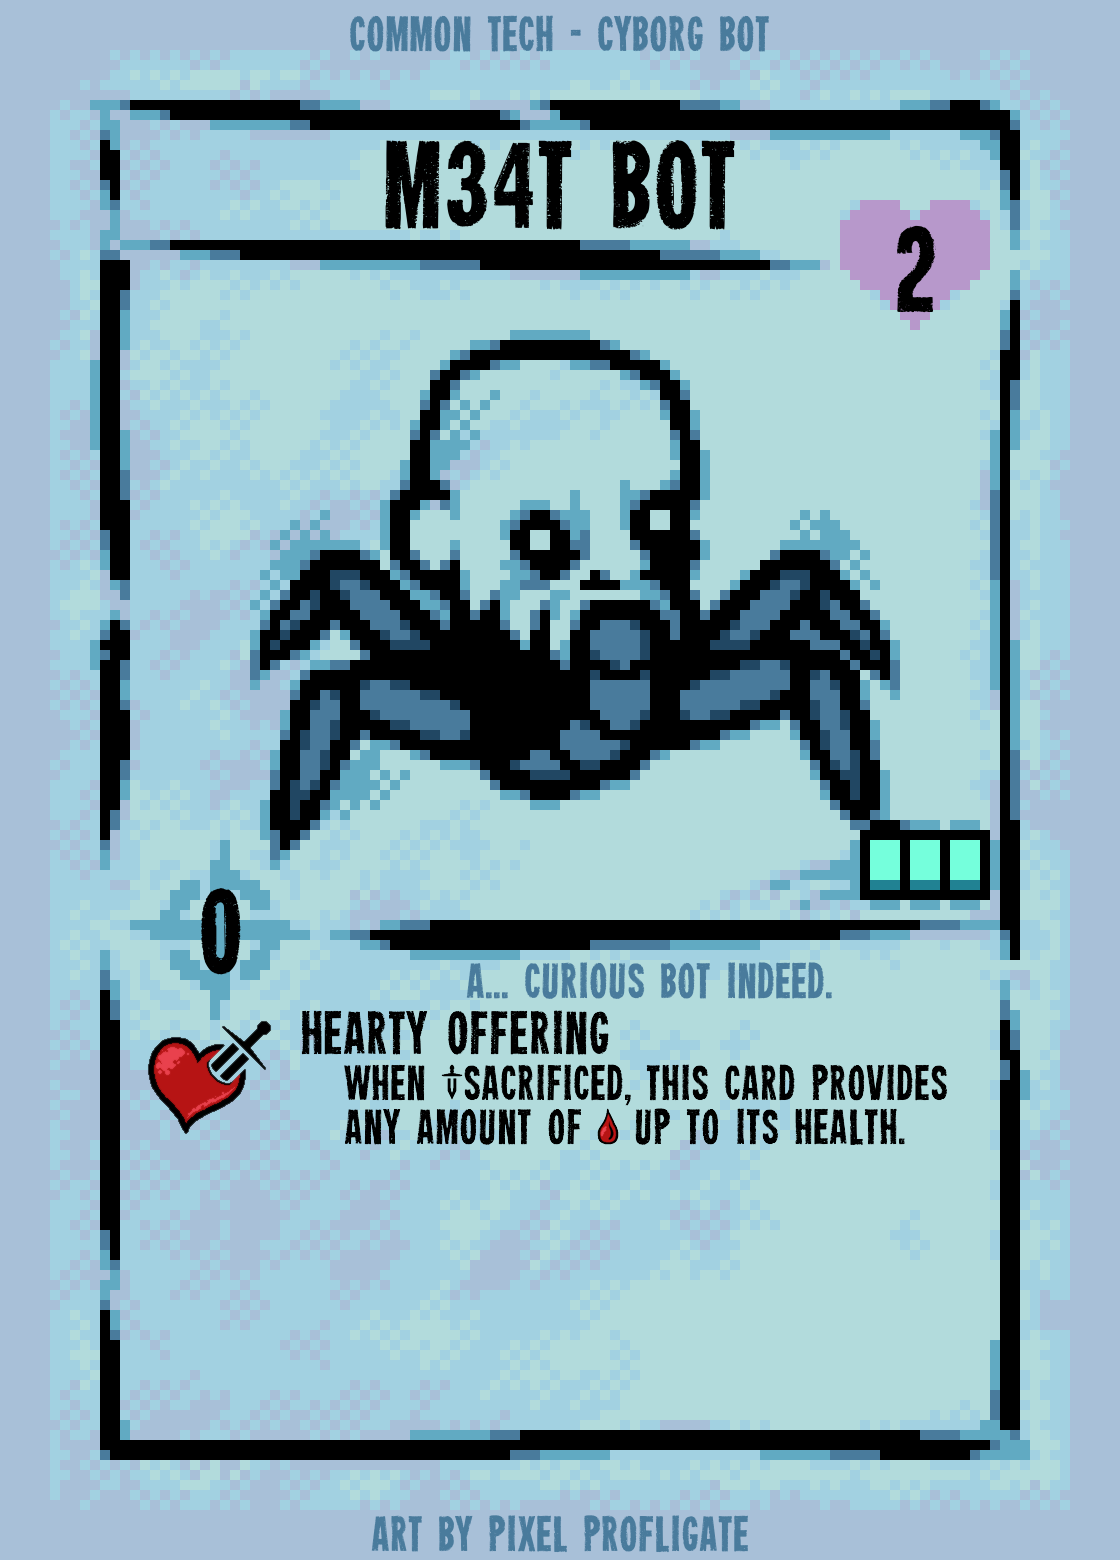 COMMON TECH - CYBORG BOT
M34T BOT
2
0
A... CURIOUS BOT INDEED.
HEARTY OFFERING
WHEN SACRIFICED, THIS CARD PROVIDES
ANY AMOUNT OF UP TO ITS HEALTH.
ART BY PIXEL PROFLIGATE